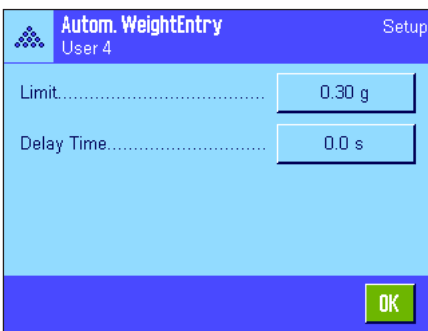 Autom. WeightEntry Setup
User 4
Limit..................................... 0.30 g
Delay Time............................. 0.0 s
OK